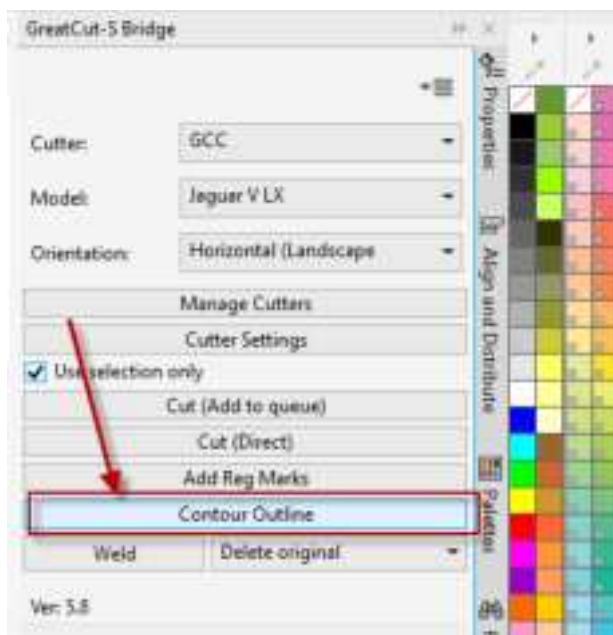 GreatCut-5 Bridge
Cutter: GCC
Model: Jaguar V LX
Orientation: Horizontal (Landscape
Manage Cutters
Cutter Settings
Use selection only
Cut (Add to queue)
Cut (Direct)
Add Reg Marks
Contour Outline
Weld Delete original
Ver: 5.8
Properties
Align and Distribute
Palettes